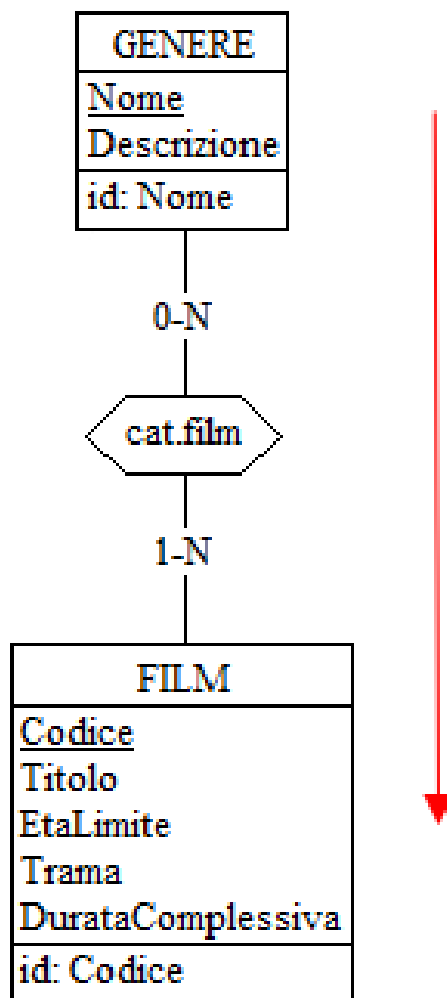 GENERE
Nome
Descrizione
id: Nome
0-N
cat.film
1-N
FILM
Codice
Titolo
EtaLimite
Trama
DurataComplessiva
id: Codice